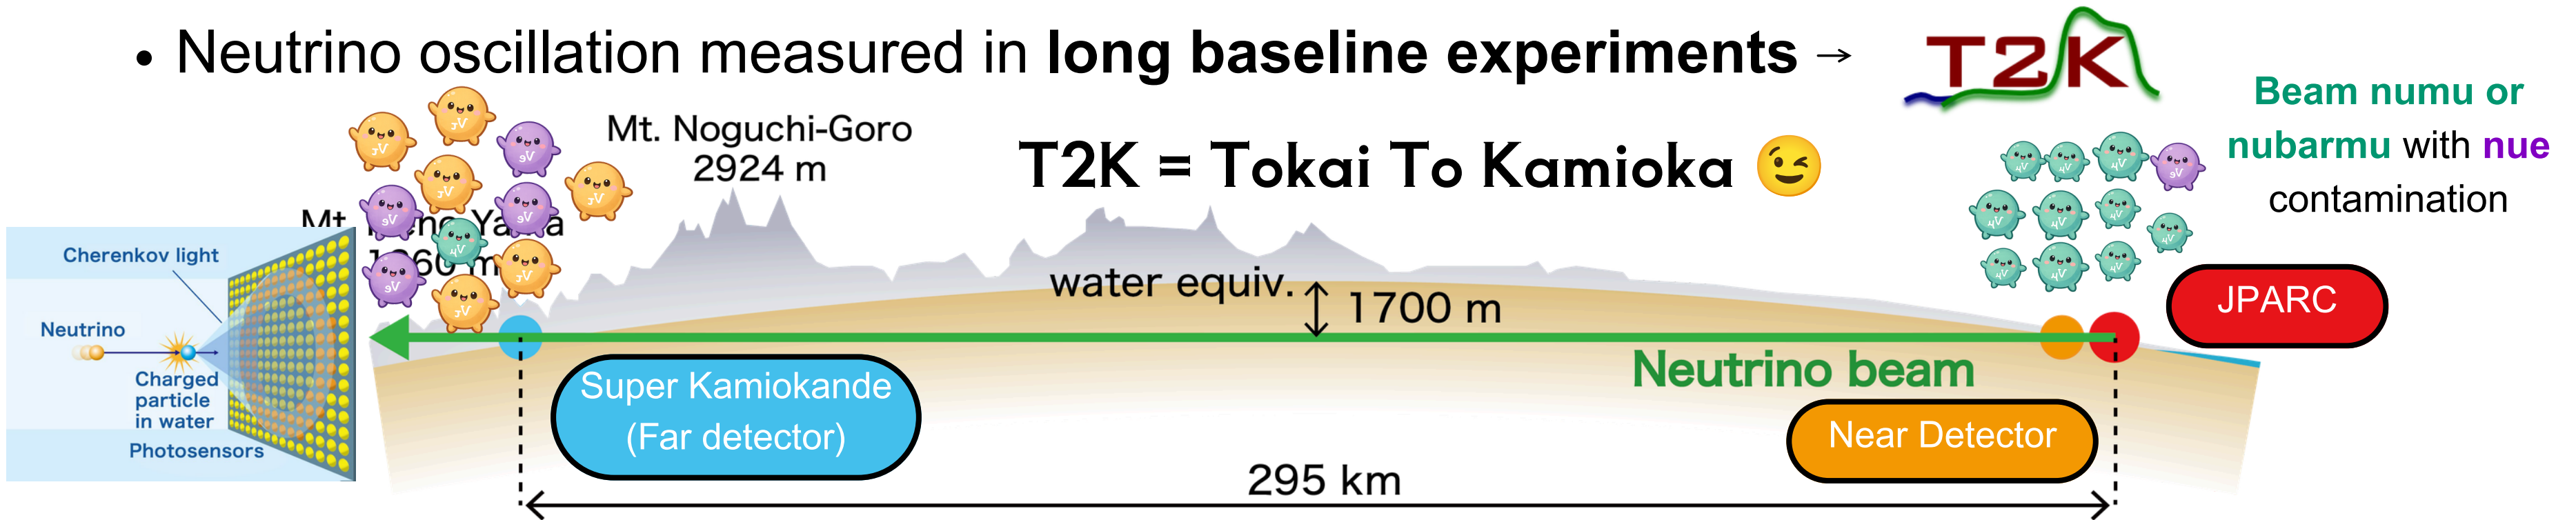 • Neutrino oscillation measured in long baseline experiments →
T2K
Beam numu or
nubarmu with nue
contamination
Mt. Noguchi-Goro
2924 m
T2K = Tokai To Kamioka 😉
Mt.
water equiv.
1700 m
JPARC
Cherenkov light
Neutrino
Charged
particle
in water
Photosensors
Super Kamiokande
(Far detector)
Neutrino beam
Near Detector
295 km